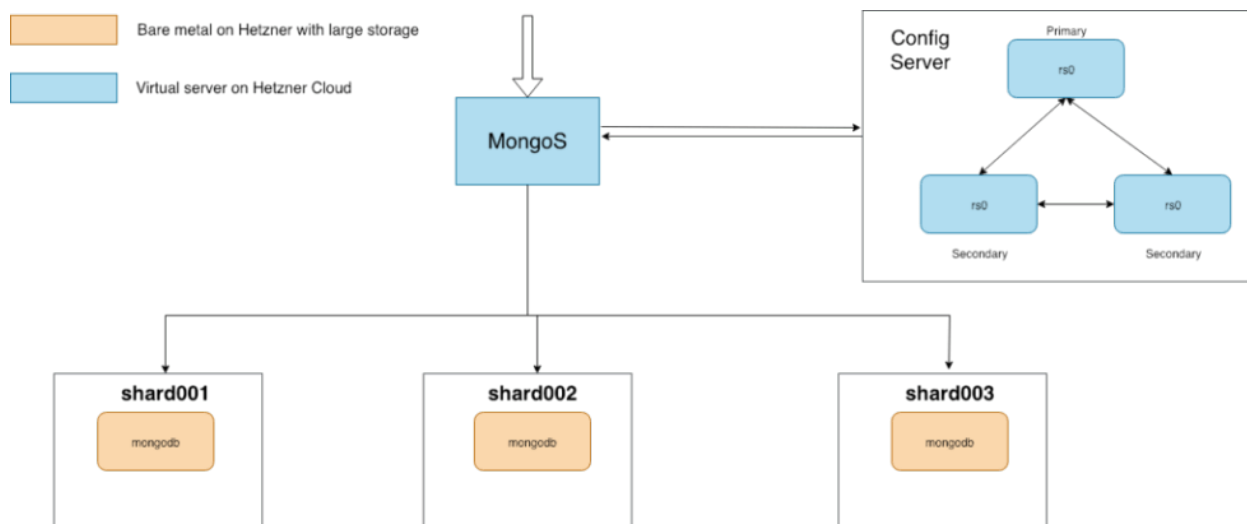 Bare metal on Hetzner with large storage
Virtual server on Hetzner Cloud
MongoS
Config
Server
Primary
rs0
rs0
rs0
Secondary
Secondary
shard001
shard002
shard003
mongodb
mongodb
mongodb